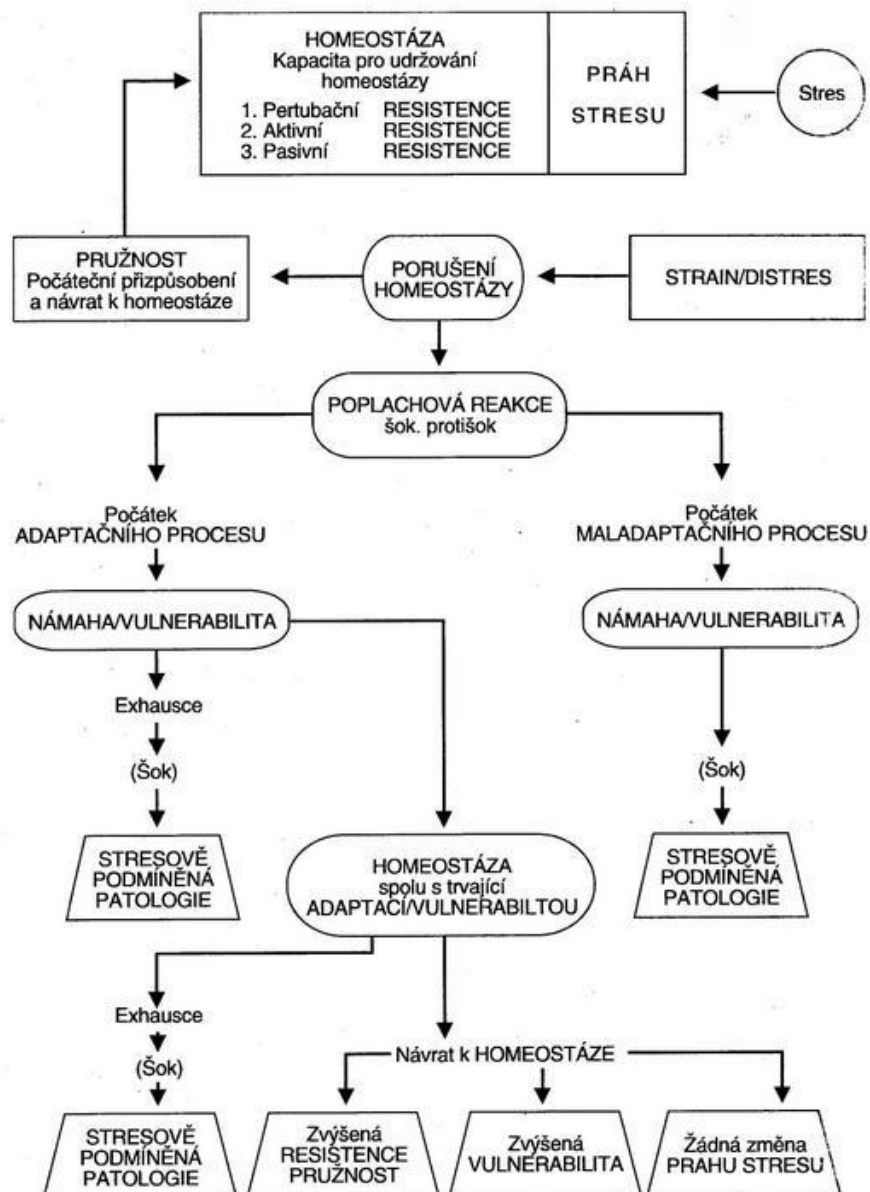 HOMEOSTÁZA
Kapacita pro udržování
homeostázy
1. Pertubační RESISTENCE
2. Aktivní RESISTENCE
3. Pasivní RESISTENCE
PRÁH
STRESU
Stres
PRUŽNOST
Počáteční přizpůsobení
a návrat k homeostáze
PORUŠENÍ
HOMEOSTÁZY
STRAIN/DISTRES
POPLACHOVÁ REAKCE
šok. protišok
Počátek
ADAPTAČNÍHO PROCESU
Počátek
MALADAPTAČNÍHO PROCESU
NÁMAHA/VULNERABILITA
NÁMAHA/VULNERABILITA
Exhausce
(Šok)
(Šok)
STRESOVĚ
PODMÍNĚNÁ
PATOLOGIE
HOMEOSTÁZA
spolu s trvající
ADAPTACÍ/VULNERABILTOU
STRESOVĚ
PODMÍNĚNÁ
PATOLOGIE
Exhausce
(Šok)
Návrat k HOMEOSTÁZE
STRESOVĚ
PODMÍNĚNÁ
PATOLOGIE
Zvýšená
RESISTENCE
PRUŽNOST
Zvýšená
VULNERABILITA
Žádná změna
PRAHU STRESU